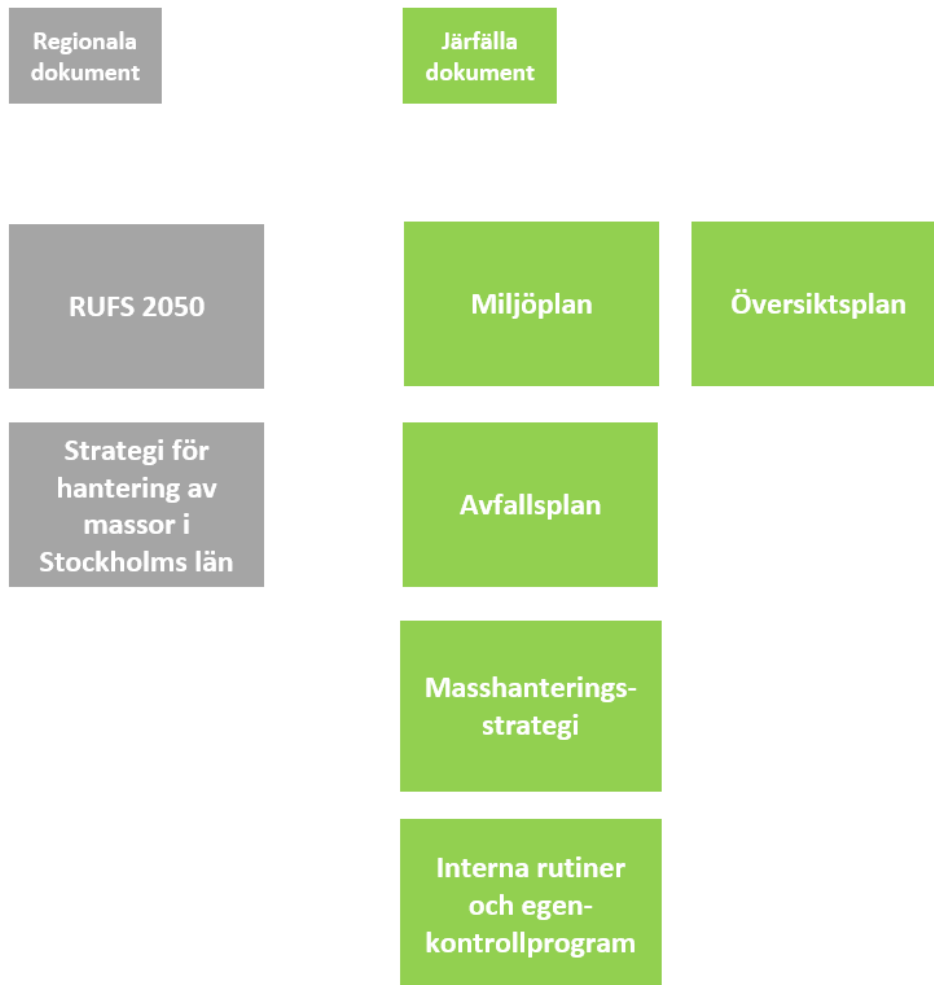 Regionala
dokument
Järfälla
dokument
RUFS 2050
Miljöplan
Översiktsplan
Strategi för
hantering av
massor i
Stockholms län
Avfallsplan
Masshanterings-
strategi
Interna rutiner
och egen-
kontrollprogram